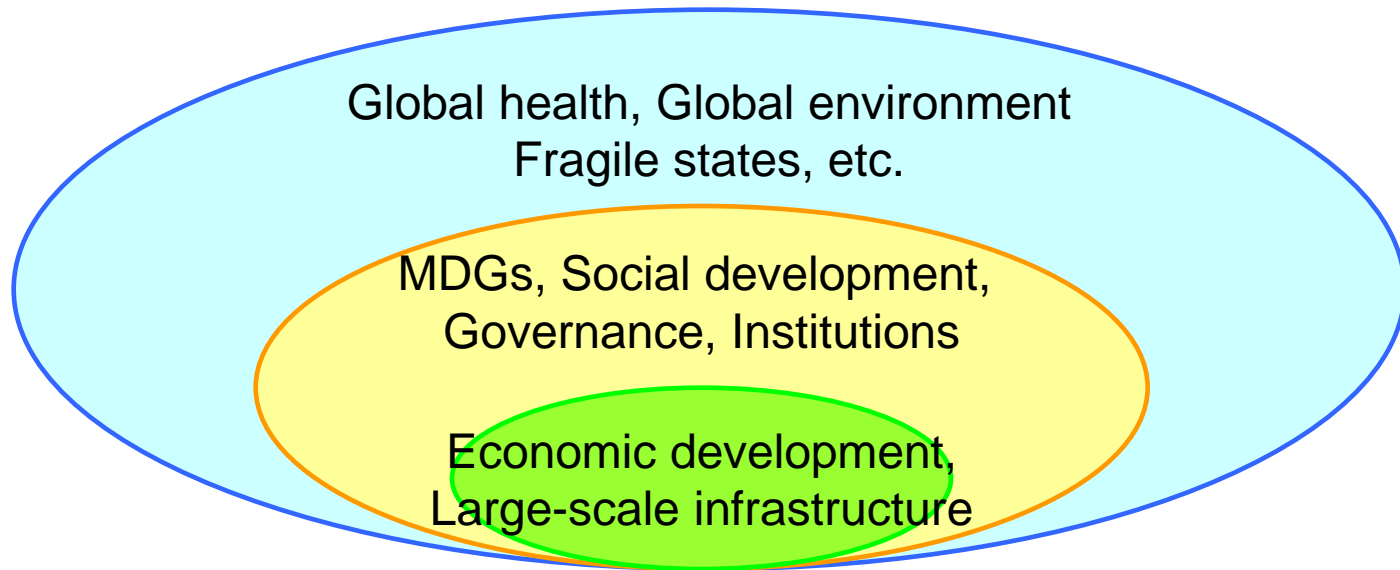 Global health, Global environment
Fragile states, etc.
MDGs, Social development,
Governance, Institutions
Economic development,
Large-scale infrastructure